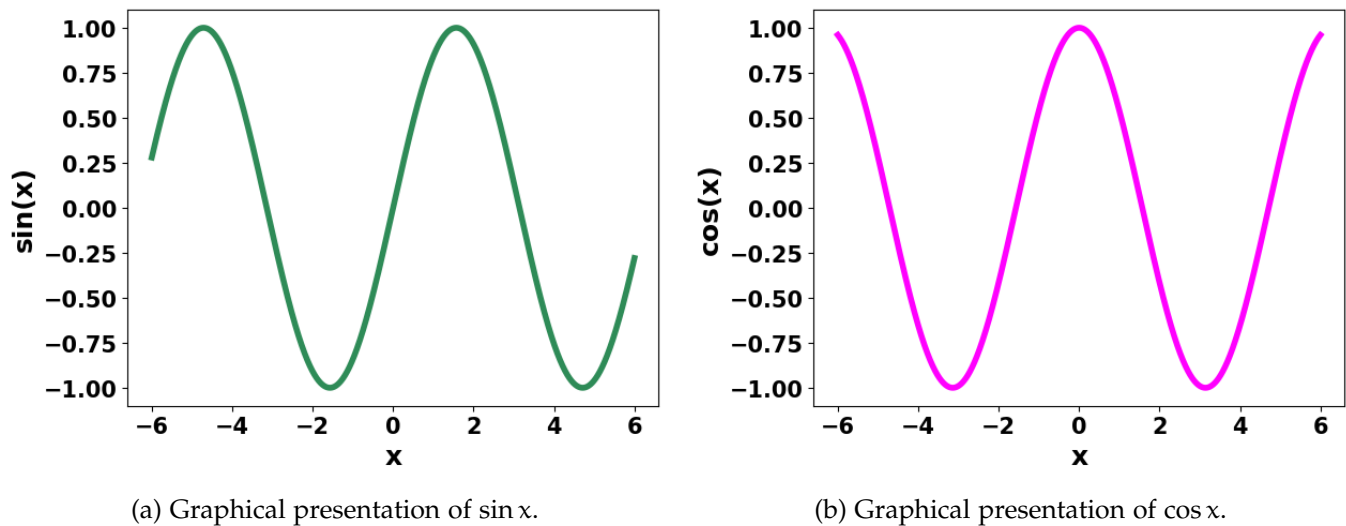 1.00
0.75
0.50
0.25
0.00
−0.25
−0.50
−0.75
−1.00
sin(x)
−6 −4 −2 0 2 4 6
x
(a) Graphical presentation of sin x.
1.00
0.75
0.50
0.25
0.00
−0.25
−0.50
−0.75
−1.00
cos(x)
−6 −4 −2 0 2 4 6
x
(b) Graphical presentation of cos x.